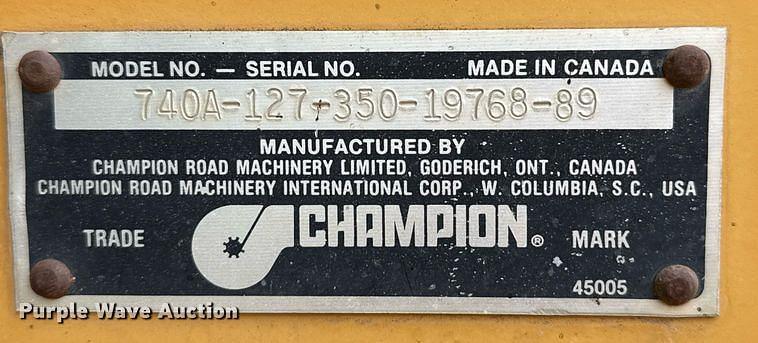 MODEL NO. — SERIAL NO. MADE IN CANADA
740A-127-350-19768-89
MANUFACTURED BY
CHAMPION ROAD MACHINERY LIMITED, GODERICH, ONT., CANADA
CHAMPION ROAD MACHINERY INTERNATIONAL CORP., W. COLUMBIA, S.C., USA
TRADE CHAMPION® MARK
45005
Purple Wave Auction